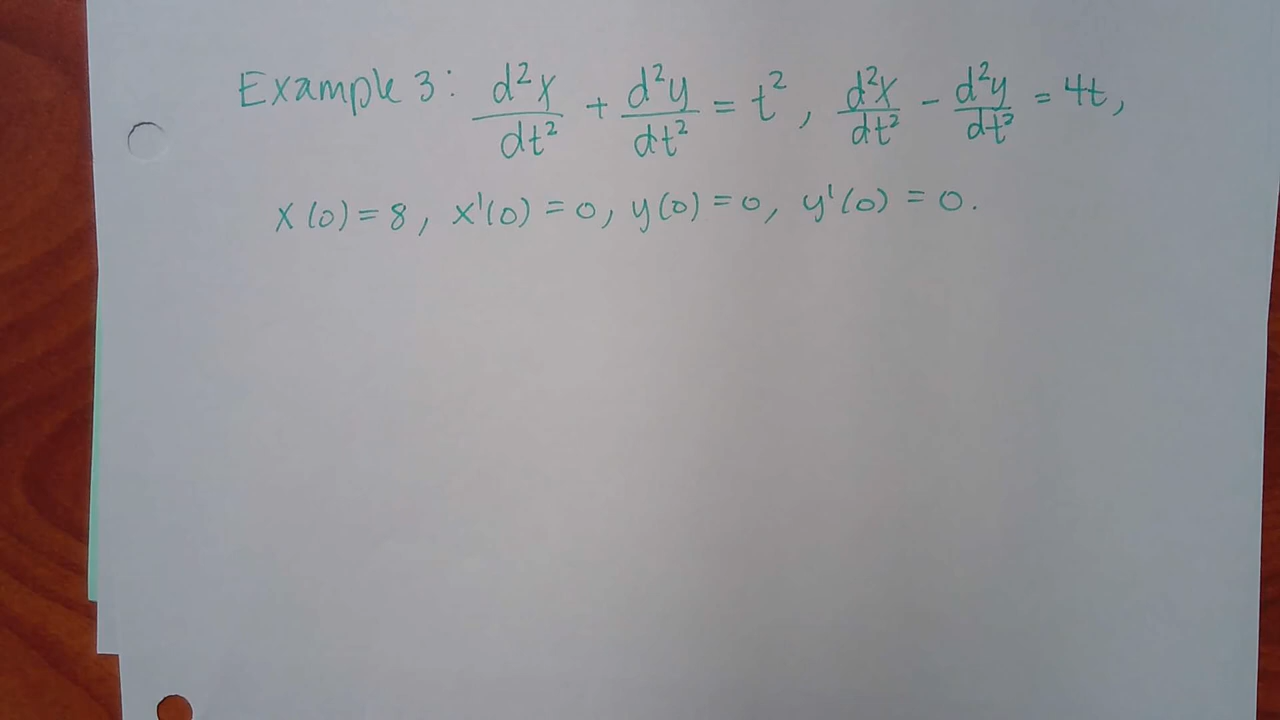 Example 3: d²x/dt² + d²y/dt² = t², d²x/dt² - d²y/dt² = 4t,
x(0) = 8, x'(0) = 0, y(0) = 0, y'(0) = 0.